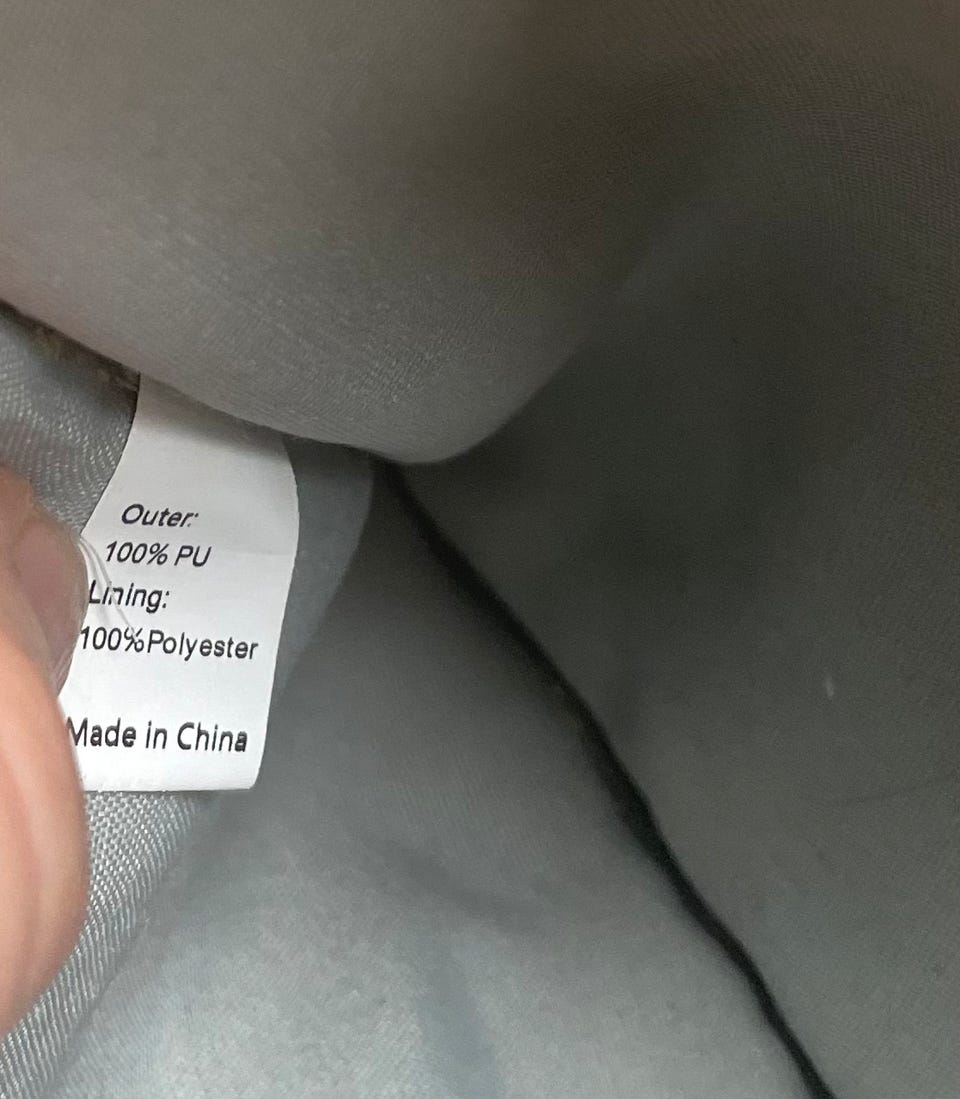 Outer:
100% PU
Lining:
100%Polyester
Made in China